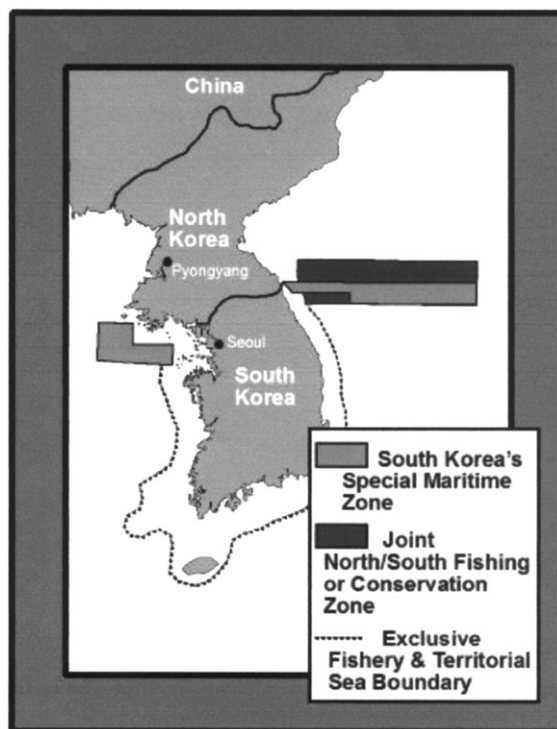 China
North
Korea
Pyongyang
Seoul
South
Korea
South Korea's
Special Maritime
Zone
Joint
North/South Fishing
or Conservation
Zone
Exclusive
Fishery & Territorial
Sea Boundary